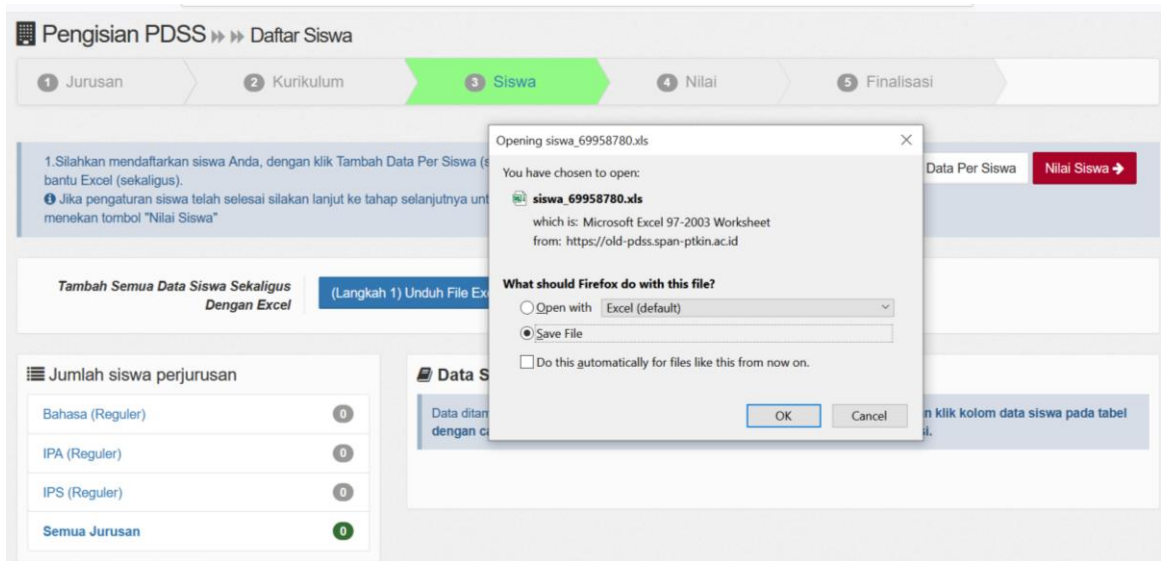 Pengisian PDSS »» »» Daftar Siswa
1 Jurusan
2 Kurikulum
3 Siswa
4 Nilai
5 Finalisasi
1.Silahkan mendaftarkan siswa Anda, dengan klik Tambah Data Per Siswa (s
bantu Excel (sekaligus).
Jika pengaturan siswa telah selesai silakan lanjut ke tahap selanjutnya unt
menekan tombol "Nilai Siswa"
Data Per Siswa
Nilai Siswa
Opening siswa_69958780.xls
You have chosen to open:
siswa_69958780.xls
which is: Microsoft Excel 97-2003 Worksheet
from: https://old-pdss.span-ptkin.ac.id
What should Firefox do with this file?
Open with Excel (default)
Save File
Do this automatically for files like this from now on.
OK Cancel
Tambah Semua Data Siswa Sekaligus
Dengan Excel
(Langkah 1) Unduh File Ex
Jumlah siswa perjurusan
Bahasa (Reguler) 0
IPA (Reguler) 0
IPS (Reguler) 0
Semua Jurusan 0
Data S
Data ditam
n klik kolom data siswa pada tabel
dengan ca
si.